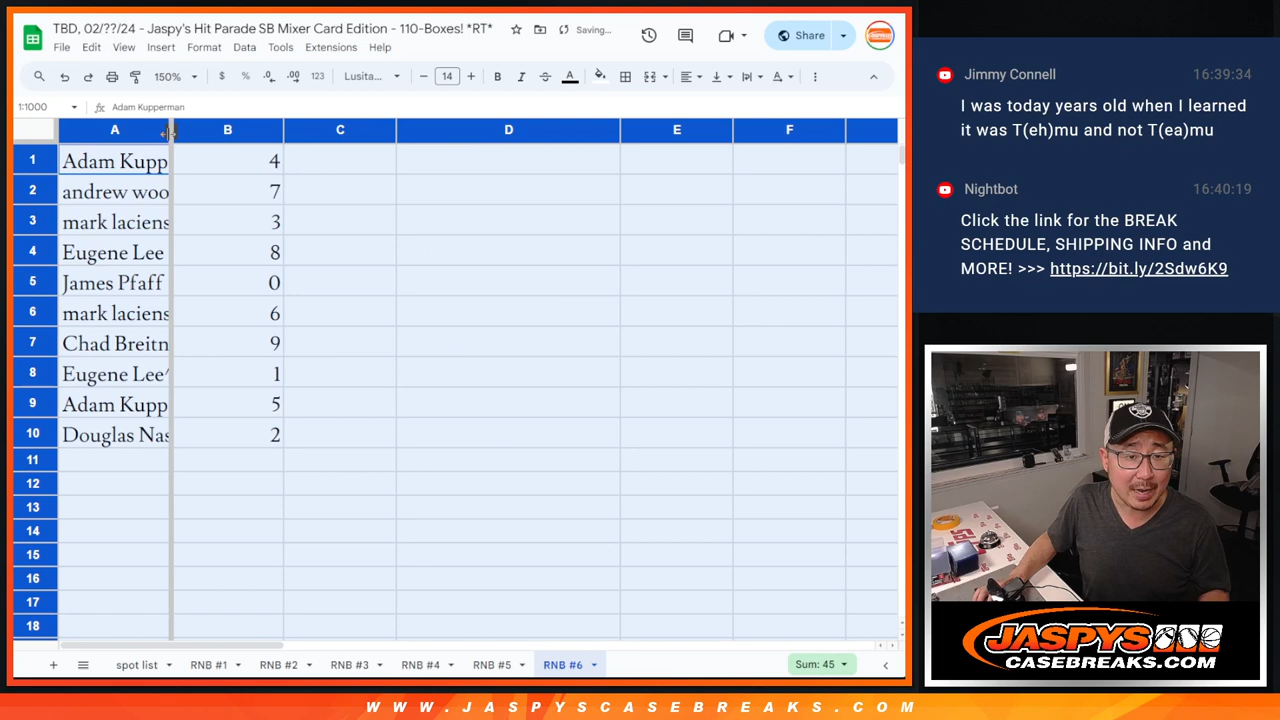 TBD, 02/??/24 - Jaspy's Hit Parade SB Mixer Card Edition - 110-Boxes! *RT*
Saving...
File Edit View Insert Format Data Tools Extensions Help
Share
150% $ % .0 .00 123 Lusita... 14 B I A
1:1000 fx Adam Kupperman
A B C D E F
1 Adam Kupp 4
2 andrew woo 7
3 mark laciens 3
4 Eugene Lee 8
5 James Pfaff 0
6 mark laciens 6
7 Chad Breitn 9
8 Eugene Lee 1
9 Adam Kupp 5
10 Douglas Nas 2
11
12
13
14
15
16
17
18
spot list RNB #1 RNB #2 RNB #3 RNB #4 RNB #5 RNB #6 Sum: 45
Jimmy Connell 16:39:34
I was today years old when I learned
it was T(eh)mu and not T(ea)mu
Nightbot 16:40:19
Click the link for the BREAK
SCHEDULE, SHIPPING INFO and
MORE! >>> https://bit.ly/2Sdw6K9
JASPYS
CASEBREAKS.COM
WWW.JASPYSCASEBREAKS.COM